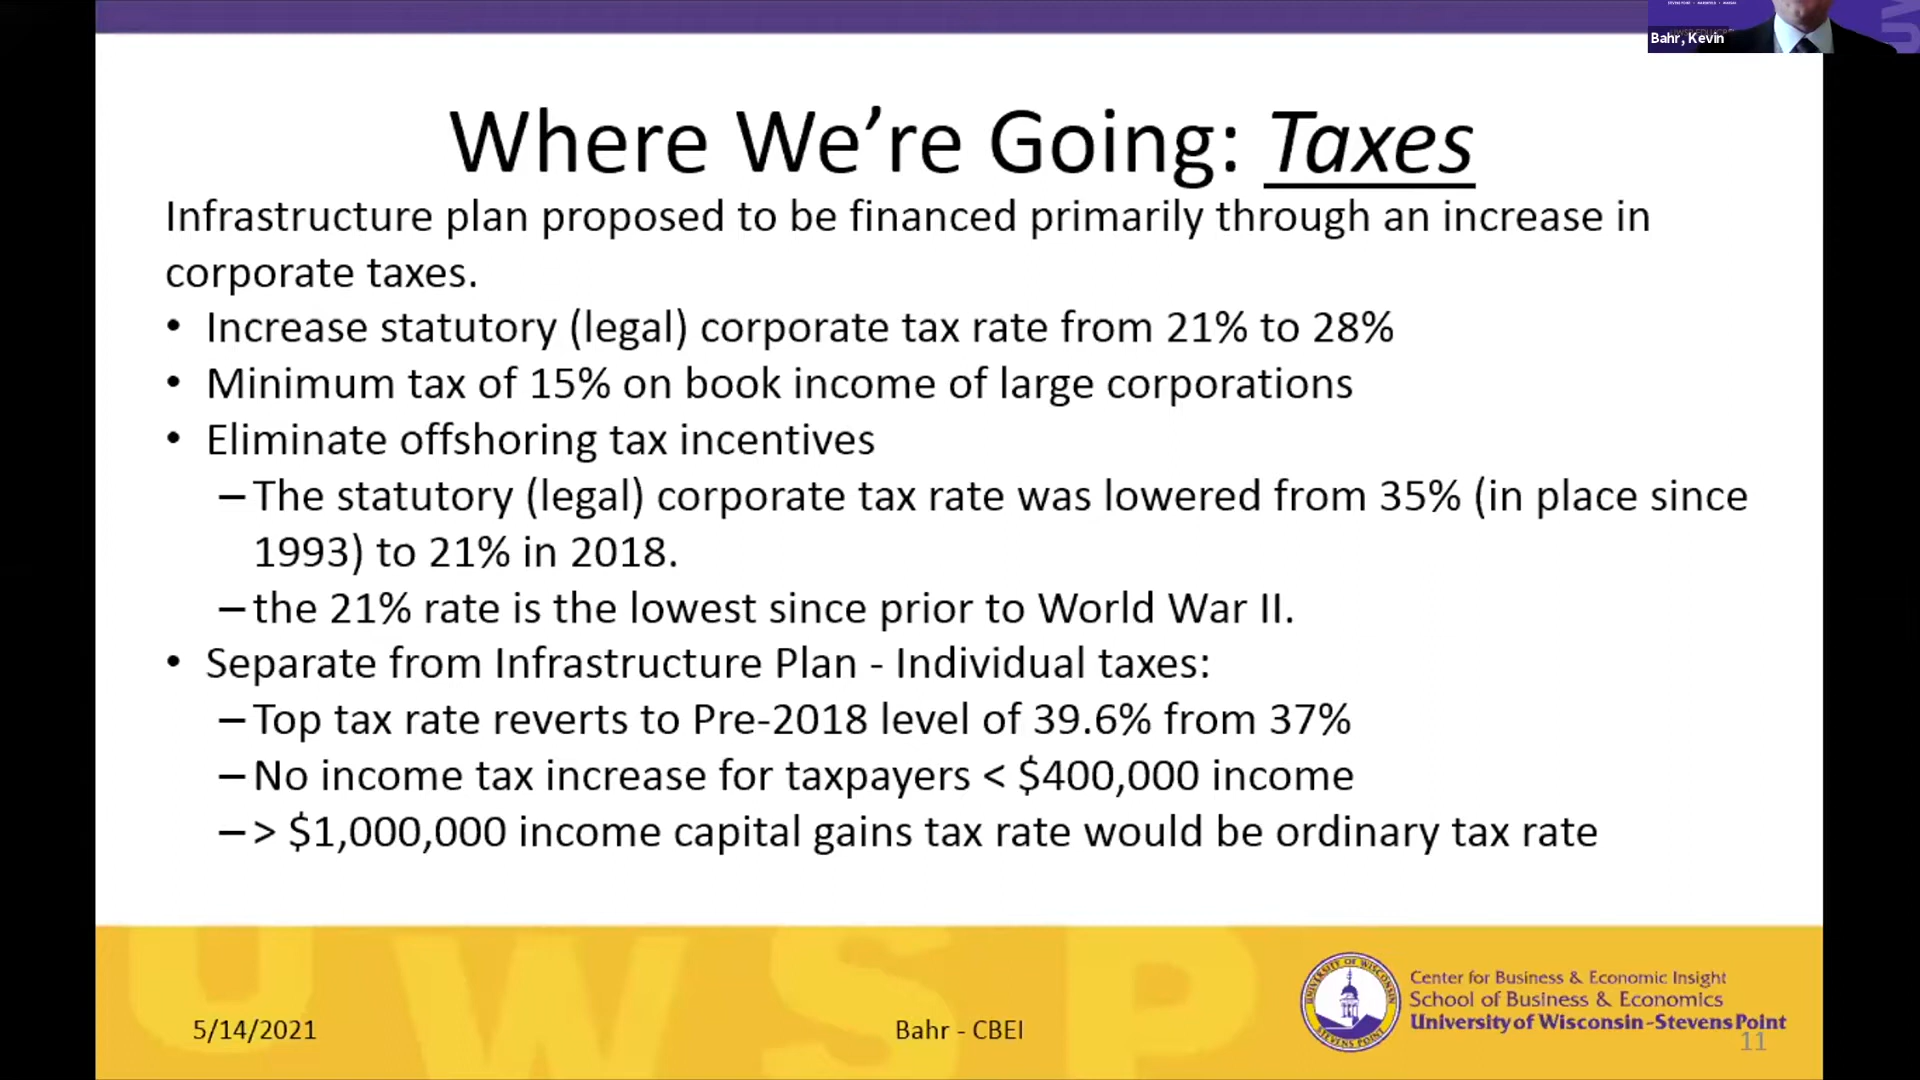 Bahr, Kevin
Where We’re Going: Taxes
Infrastructure plan proposed to be financed primarily through an increase in
corporate taxes.
• Increase statutory (legal) corporate tax rate from 21% to 28%
• Minimum tax of 15% on book income of large corporations
• Eliminate offshoring tax incentives
– The statutory (legal) corporate tax rate was lowered from 35% (in place since
1993) to 21% in 2018.
– the 21% rate is the lowest since prior to World War II.
• Separate from Infrastructure Plan - Individual taxes:
– Top tax rate reverts to Pre-2018 level of 39.6% from 37%
– No income tax increase for taxpayers < $400,000 income
– > $1,000,000 income capital gains tax rate would be ordinary tax rate
UWSP
UNIVERSITY OF WISCONSIN
STEVENS POINT
Center for Business & Economic Insight
School of Business & Economics
University of Wisconsin-Stevens Point
5/14/2021
Bahr - CBEI
11